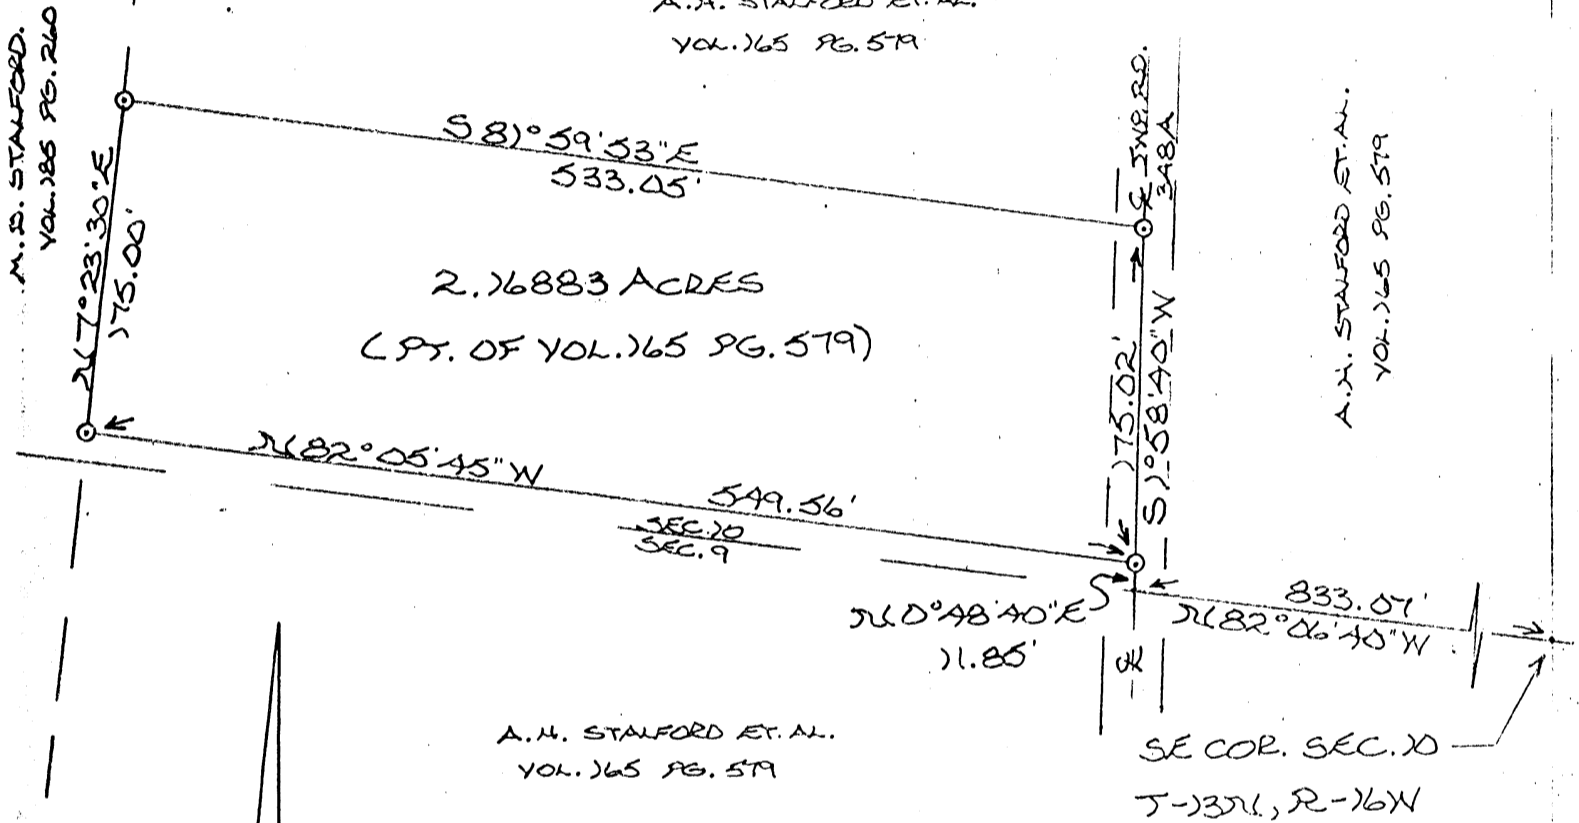 A.H. STALFORD ET. AL.
VOL. 165 PG. 579
M.D. STALFORD.
VOL. 186 PG. 260
N 7° 23' 30" E
175.00'
S 81° 59' 53" E
533.05'
℄ TWP. RD.
248A
A.H. STALFORD ET. AL.
VOL. 165 PG. 579
2.16883 ACRES
(PT. OF VOL. 165 PG. 579)
175.02'
S 1° 58' 40" W
N 82° 05' 45" W
549.56'
SEC. 10
SEC. 9
N 0° 48' 40" E
11.85'
833.07'
N 82° 06' 40" W
℄
A.H. STALFORD ET. AL.
VOL. 165 PG. 579
SE COR. SEC. 10
T-13N, R-16W